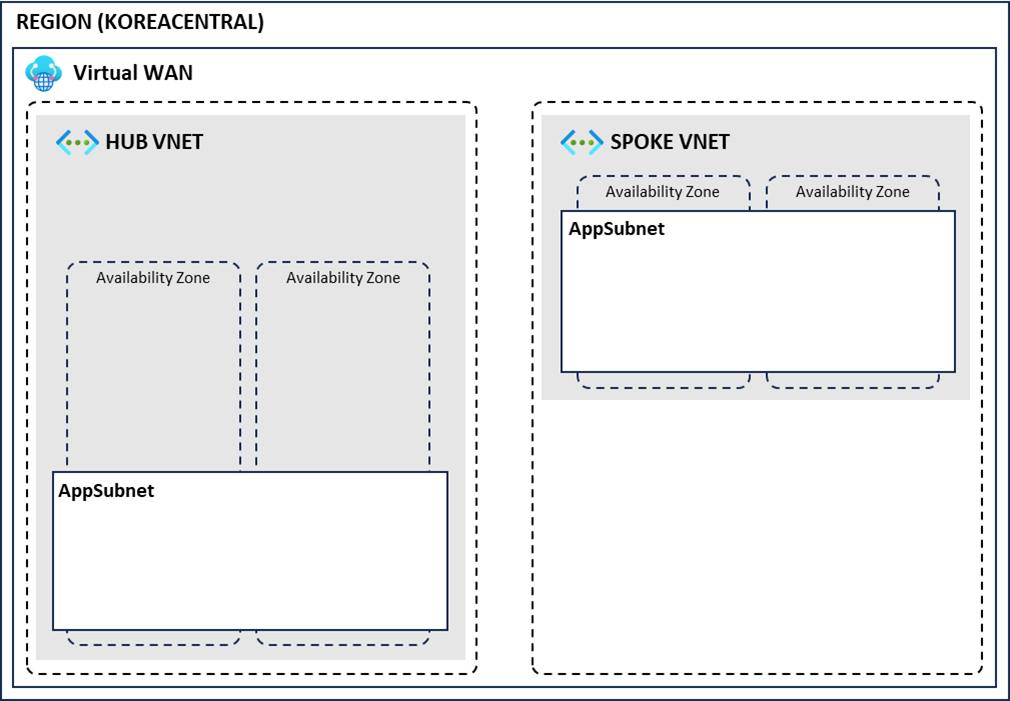 REGION (KOREACENTRAL)
Virtual WAN
HUB VNET
Availability Zone
Availability Zone
AppSubnet
SPOKE VNET
Availability Zone
Availability Zone
AppSubnet